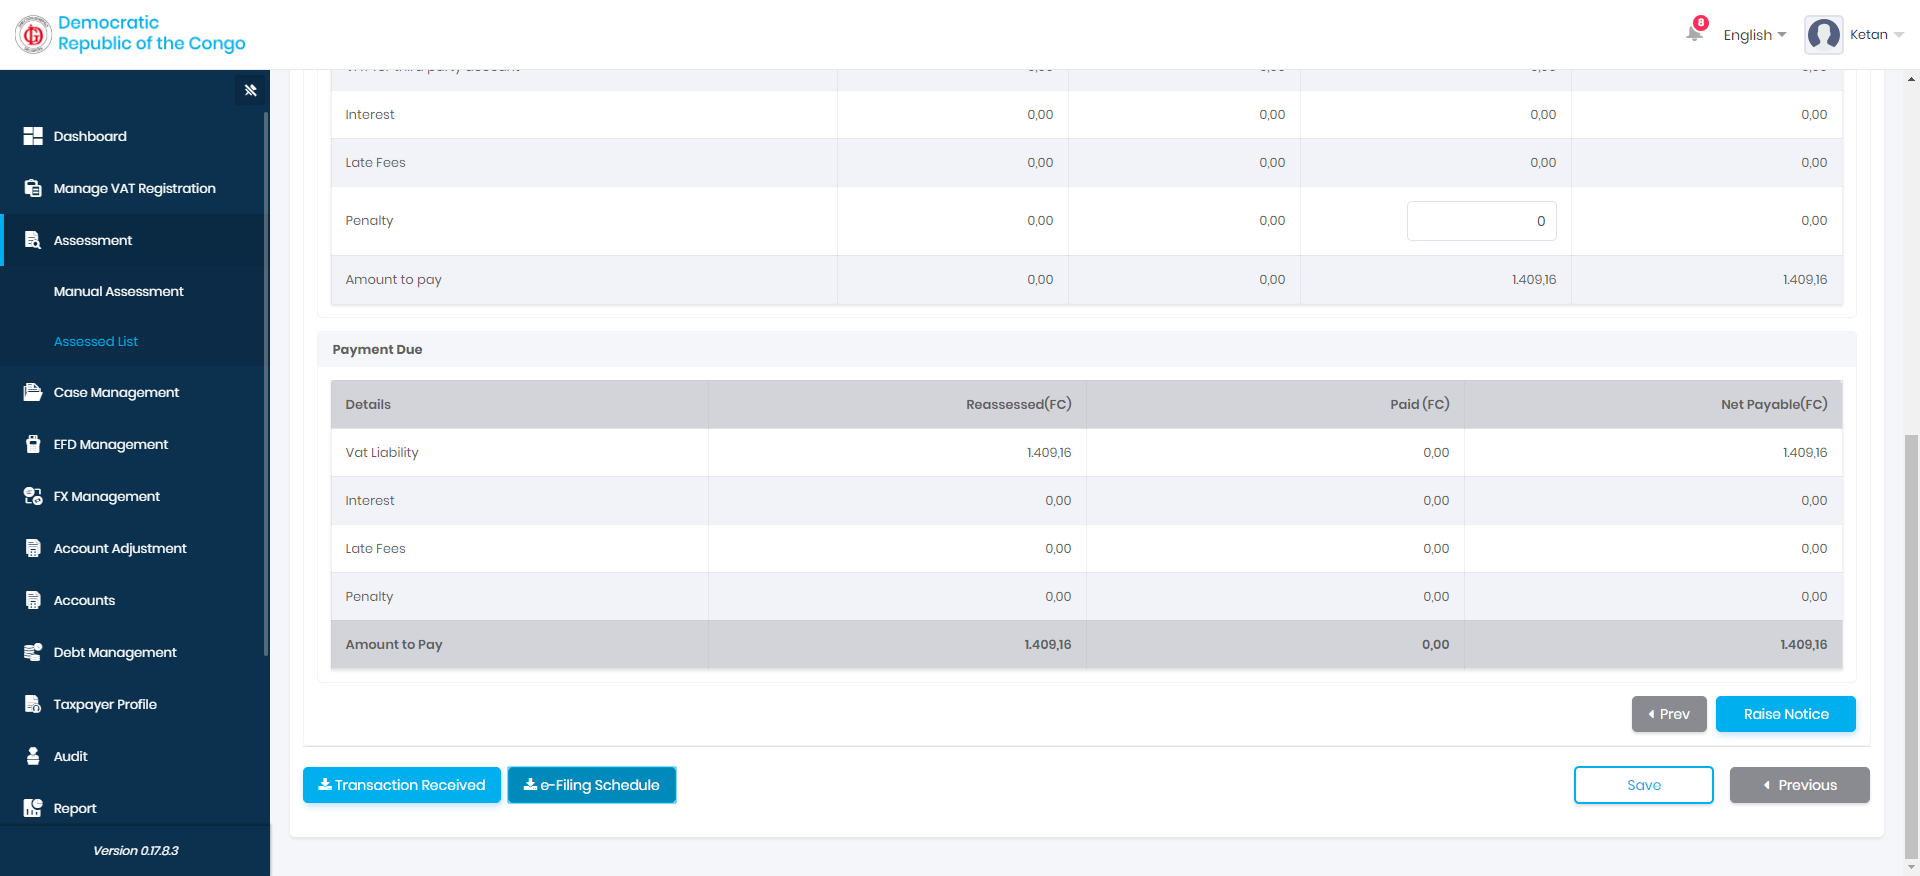 Democratic
Republic of the Congo
8
English
Ketan
Dashboard
Manage VAT Registration
Assessment
Manual Assessment
Assessed List
Case Management
EFD Management
FX Management
Account Adjustment
Accounts
Debt Management
Taxpayer Profile
Audit
Report
Version 0.17.8.3
Interest 0,00 0,00 0,00 0,00
Late Fees 0,00 0,00 0,00 0,00
Penalty 0,00 0,00 0 0,00
Amount to pay 0,00 0,00 1.409,16 1.409,16
Payment Due
Details Reassessed(FC) Paid (FC) Net Payable(FC)
Vat Liability 1.409,16 0,00 1.409,16
Interest 0,00 0,00 0,00
Late Fees 0,00 0,00 0,00
Penalty 0,00 0,00 0,00
Amount to Pay 1.409,16 0,00 1.409,16
Prev Raise Notice
Transaction Received e-Filing Schedule Save Previous